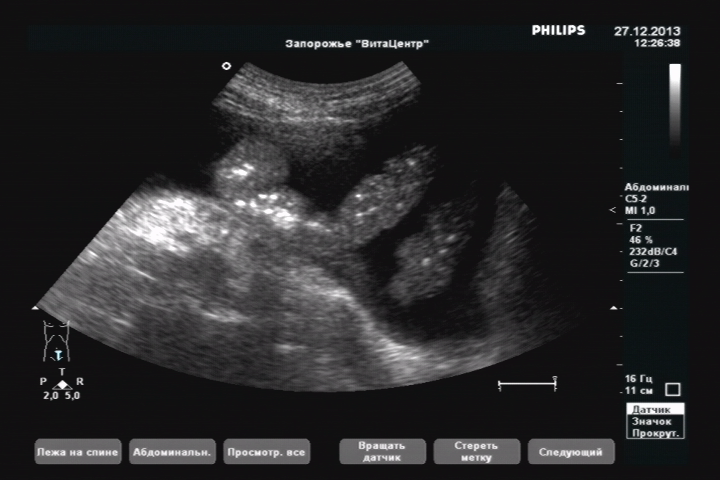 PHILIPS
27.12.2013
12:26:38
Запорожье "ВитаЦентр"
Абдоминалн
C5-2
MI 1,0
F2
46 %
232dB/C4
G/2/3
T
P R
2,0 5,0
16 Гц
11 см
Датчик
Значок
Прокрут.
Лежа на спине
Абдоминальн.
Просмотр. все
Вращать
датчик
Стереть
метку
Следующий